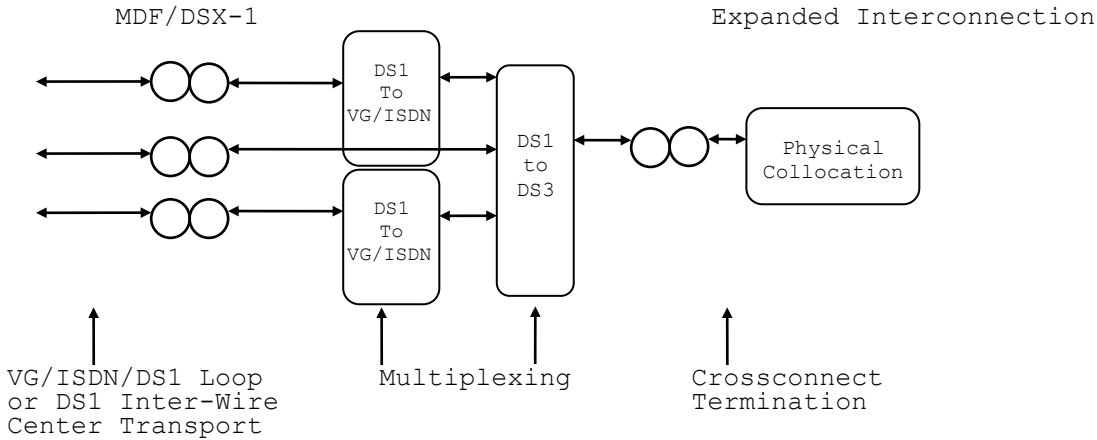 MDF/DSX-1
Expanded Interconnection
DS1
To
VG/ISDN
DS1
to
DS3
Physical
Collocation
DS1
To
VG/ISDN
VG/ISDN/DS1 Loop
or DS1 Inter-Wire
Center Transport
Multiplexing
Crossconnect
Termination